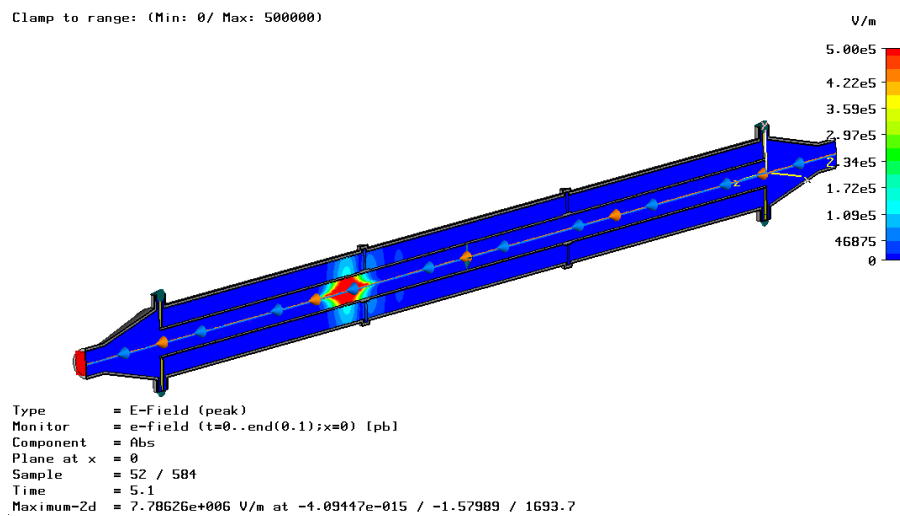 Clamp to range: (Min: 0/ Max: 500000)
V/m
5.00e5
4.22e5
3.59e5
2.97e5
2.34e5
1.72e5
1.09e5
46875
0
y
z
x
Type = E-Field (peak)
Monitor = e-field (t=0..end(0.1);x=0) [pb]
Component = Abs
Plane at x = 0
Sample = 52 / 584
Time = 5.1
Maximum-2d = 7.78626e+006 V/m at -4.09447e-015 / -1.57989 / 1693.7